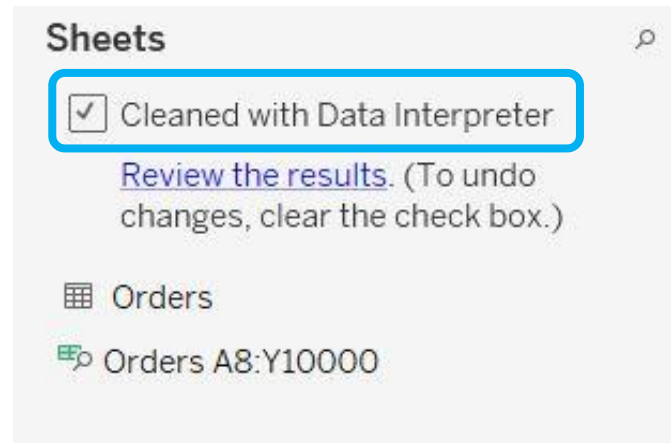 Sheets
Cleaned with Data Interpreter
Review the results. (To undo
changes, clear the check box.)
Orders
Orders A8:Y10000